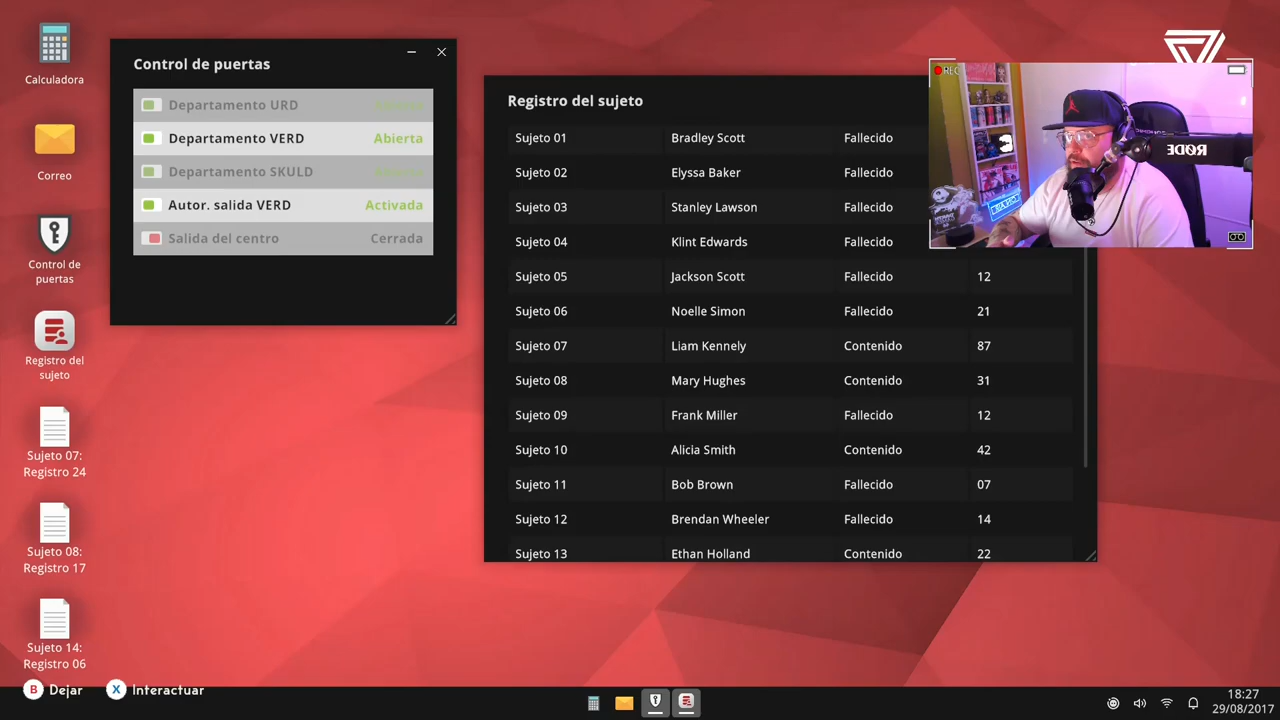 Calculadora
Correo
Control de
puertas
Registro del
sujeto
Sujeto 07:
Registro 24
Sujeto 08:
Registro 17
Sujeto 14:
Registro 06
Control de puertas
Departamento URD
Departamento VERD Abierta
Departamento SKULD
Autor. salida VERD Activada
Salida del centro Cerrada
Registro del sujeto
Sujeto 01 Bradley Scott Fallecido
Sujeto 02 Elyssa Baker Fallecido
Sujeto 03 Stanley Lawson Fallecido
Sujeto 04 Klint Edwards Fallecido
Sujeto 05 Jackson Scott Fallecido 12
Sujeto 06 Noelle Simon Fallecido 21
Sujeto 07 Liam Kennely Contenido 87
Sujeto 08 Mary Hughes Contenido 31
Sujeto 09 Frank Miller Fallecido 12
Sujeto 10 Alicia Smith Contenido 42
Sujeto 11 Bob Brown Fallecido 07
Sujeto 12 Brendan Wheeler Fallecido 14
Sujeto 13 Ethan Holland Contenido 22
REC
RØDE
B Dejar X Interactuar
18:27
29/08/2017